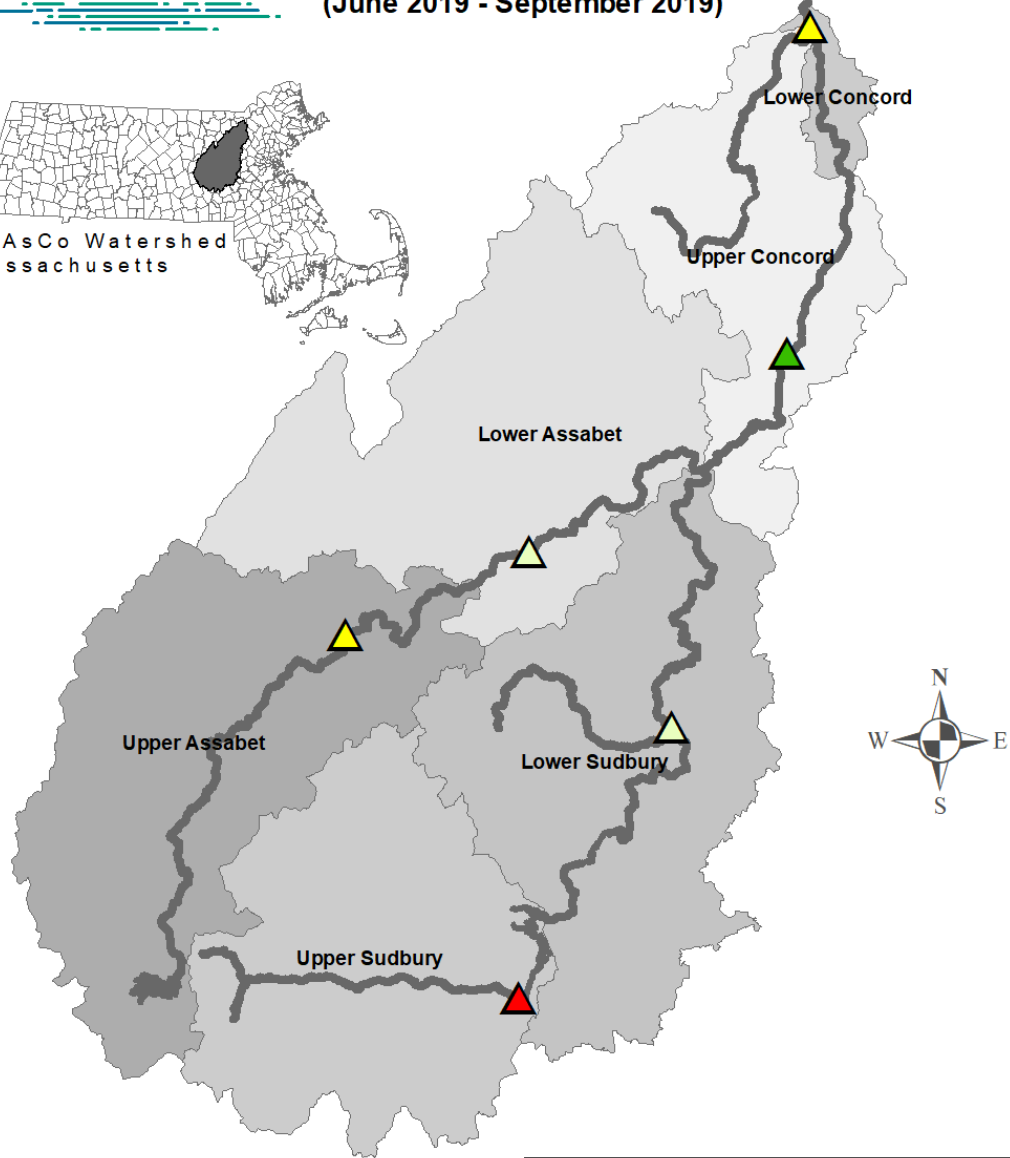 (June 2019 - September 2019)
Lower Concord
AsCo Watershed
ssachusetts
Upper Concord
Lower Assabet
N
W E
S
Upper Assabet
Lower Sudbury
Upper Sudbury